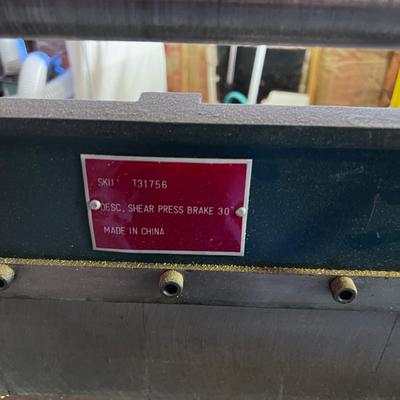 SKU T31756
DESC, SHEAR PRESS BRAKE 30"
MADE IN CHINA